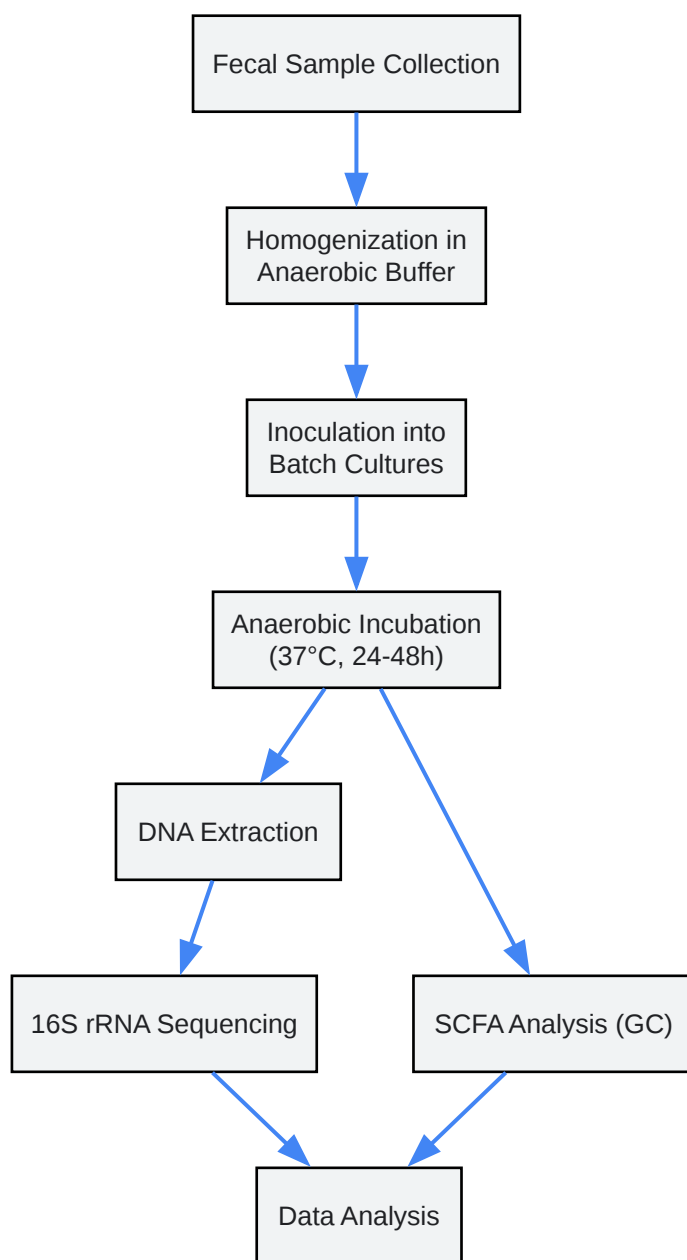 Fecal Sample Collection
Homogenization in
Anaerobic Buffer
Inoculation into
Batch Cultures
Anaerobic Incubation
(37°C, 24-48h)
DNA Extraction
16S rRNA Sequencing
SCFA Analysis (GC)
Data Analysis